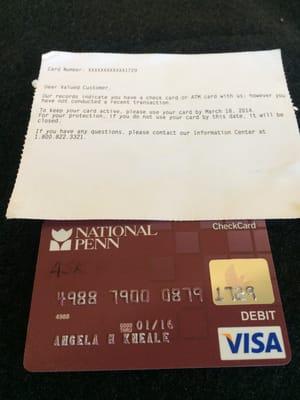 Card Number: XXXXXXXXXXXX1729
Dear Valued Customer,
Our records indicate you have a check card or ATM card with us; however you
have not conducted a recent transaction.
To keep your card active, please use your card by March 18, 2014.
For your protection, if you do not use your card by this date, it will be
closed.
If you have any questions, please contact our Information Center at
1.800.822.3321.
NATIONAL
PENN
CheckCard
4988 7900 0879 1729
4988
GOOD
THRU 01/16
DEBIT
ANGELA N KNEALE
VISA